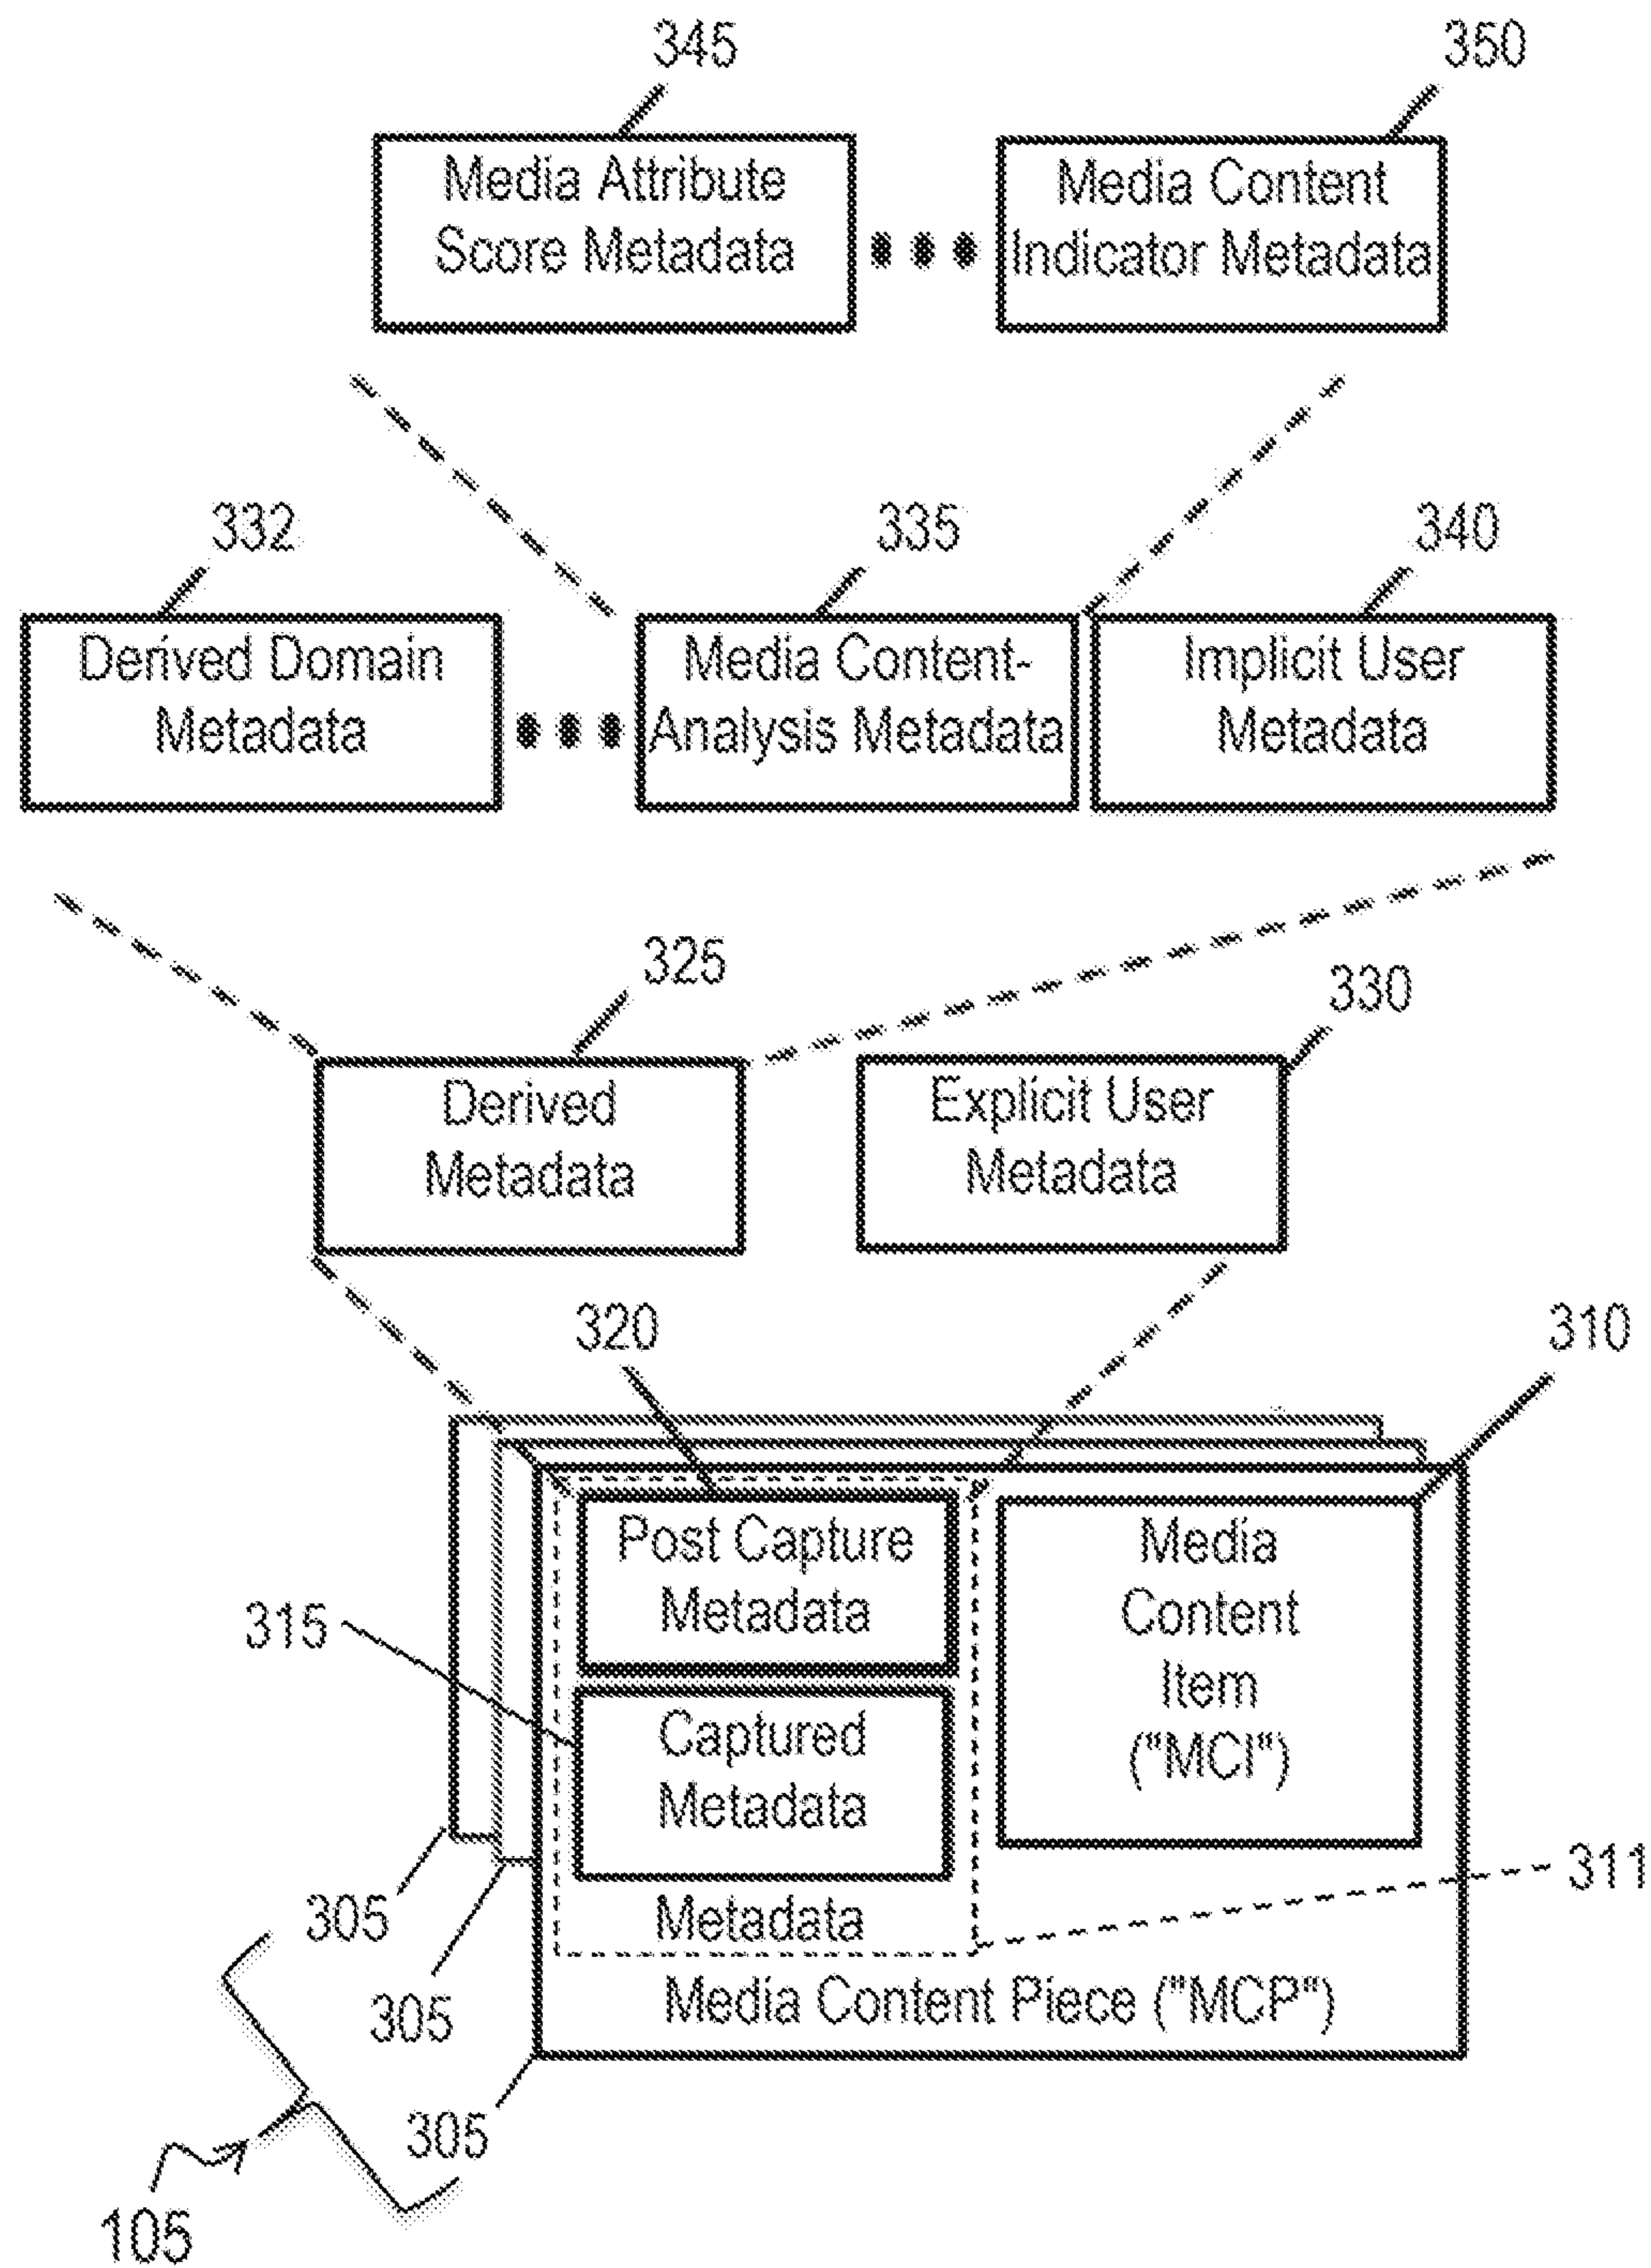 345
350
Media Attribute
Score Metadata
Media Content
Indicator Metadata
332
335
340
Derived Domain
Metadata
Media Content-
Analysis Metadata
Implicit User
Metadata
325
330
Derived
Metadata
Explicit User
Metadata
320
310
Post Capture
Metadata
Media
Content
Item
("MCI")
315
Captured
Metadata
311
Metadata
305
305
Media Content Piece ("MCP")
305
105